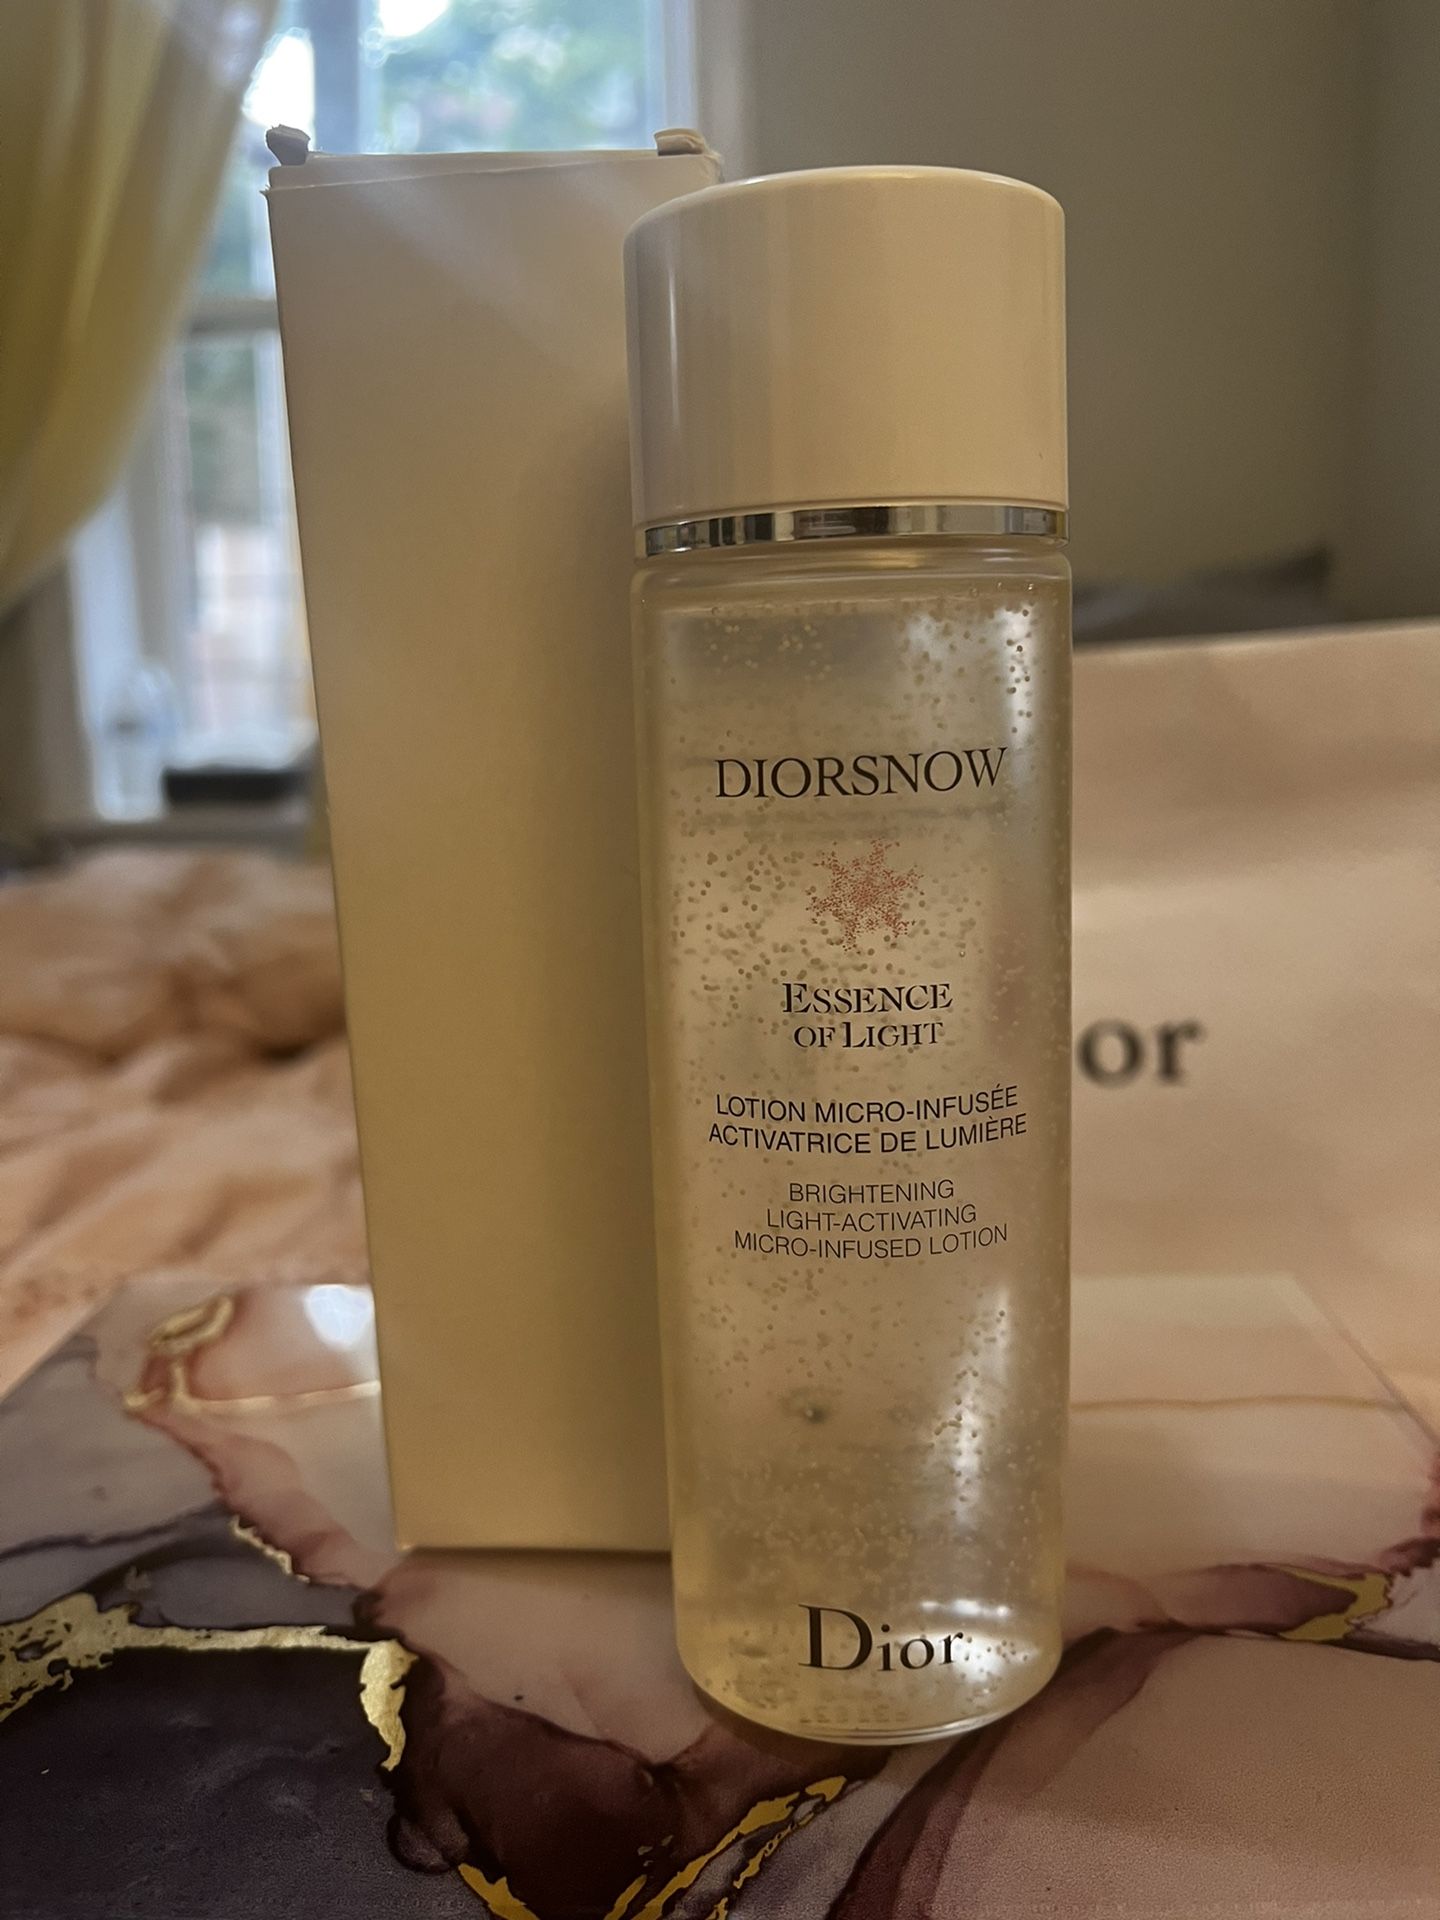 DIORSNOW
ESSENCE
OF LIGHT
LOTION MICRO-INFUSÉE
ACTIVATRICE DE LUMIÈRE
BRIGHTENING
LIGHT-ACTIVATING
MICRO-INFUSED LOTION
Dior
or